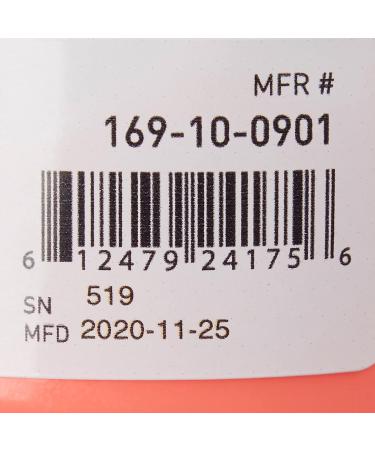 MFR #
169-10-0901
6 12479 24175 6
SN 519
MFD 2020-11-25